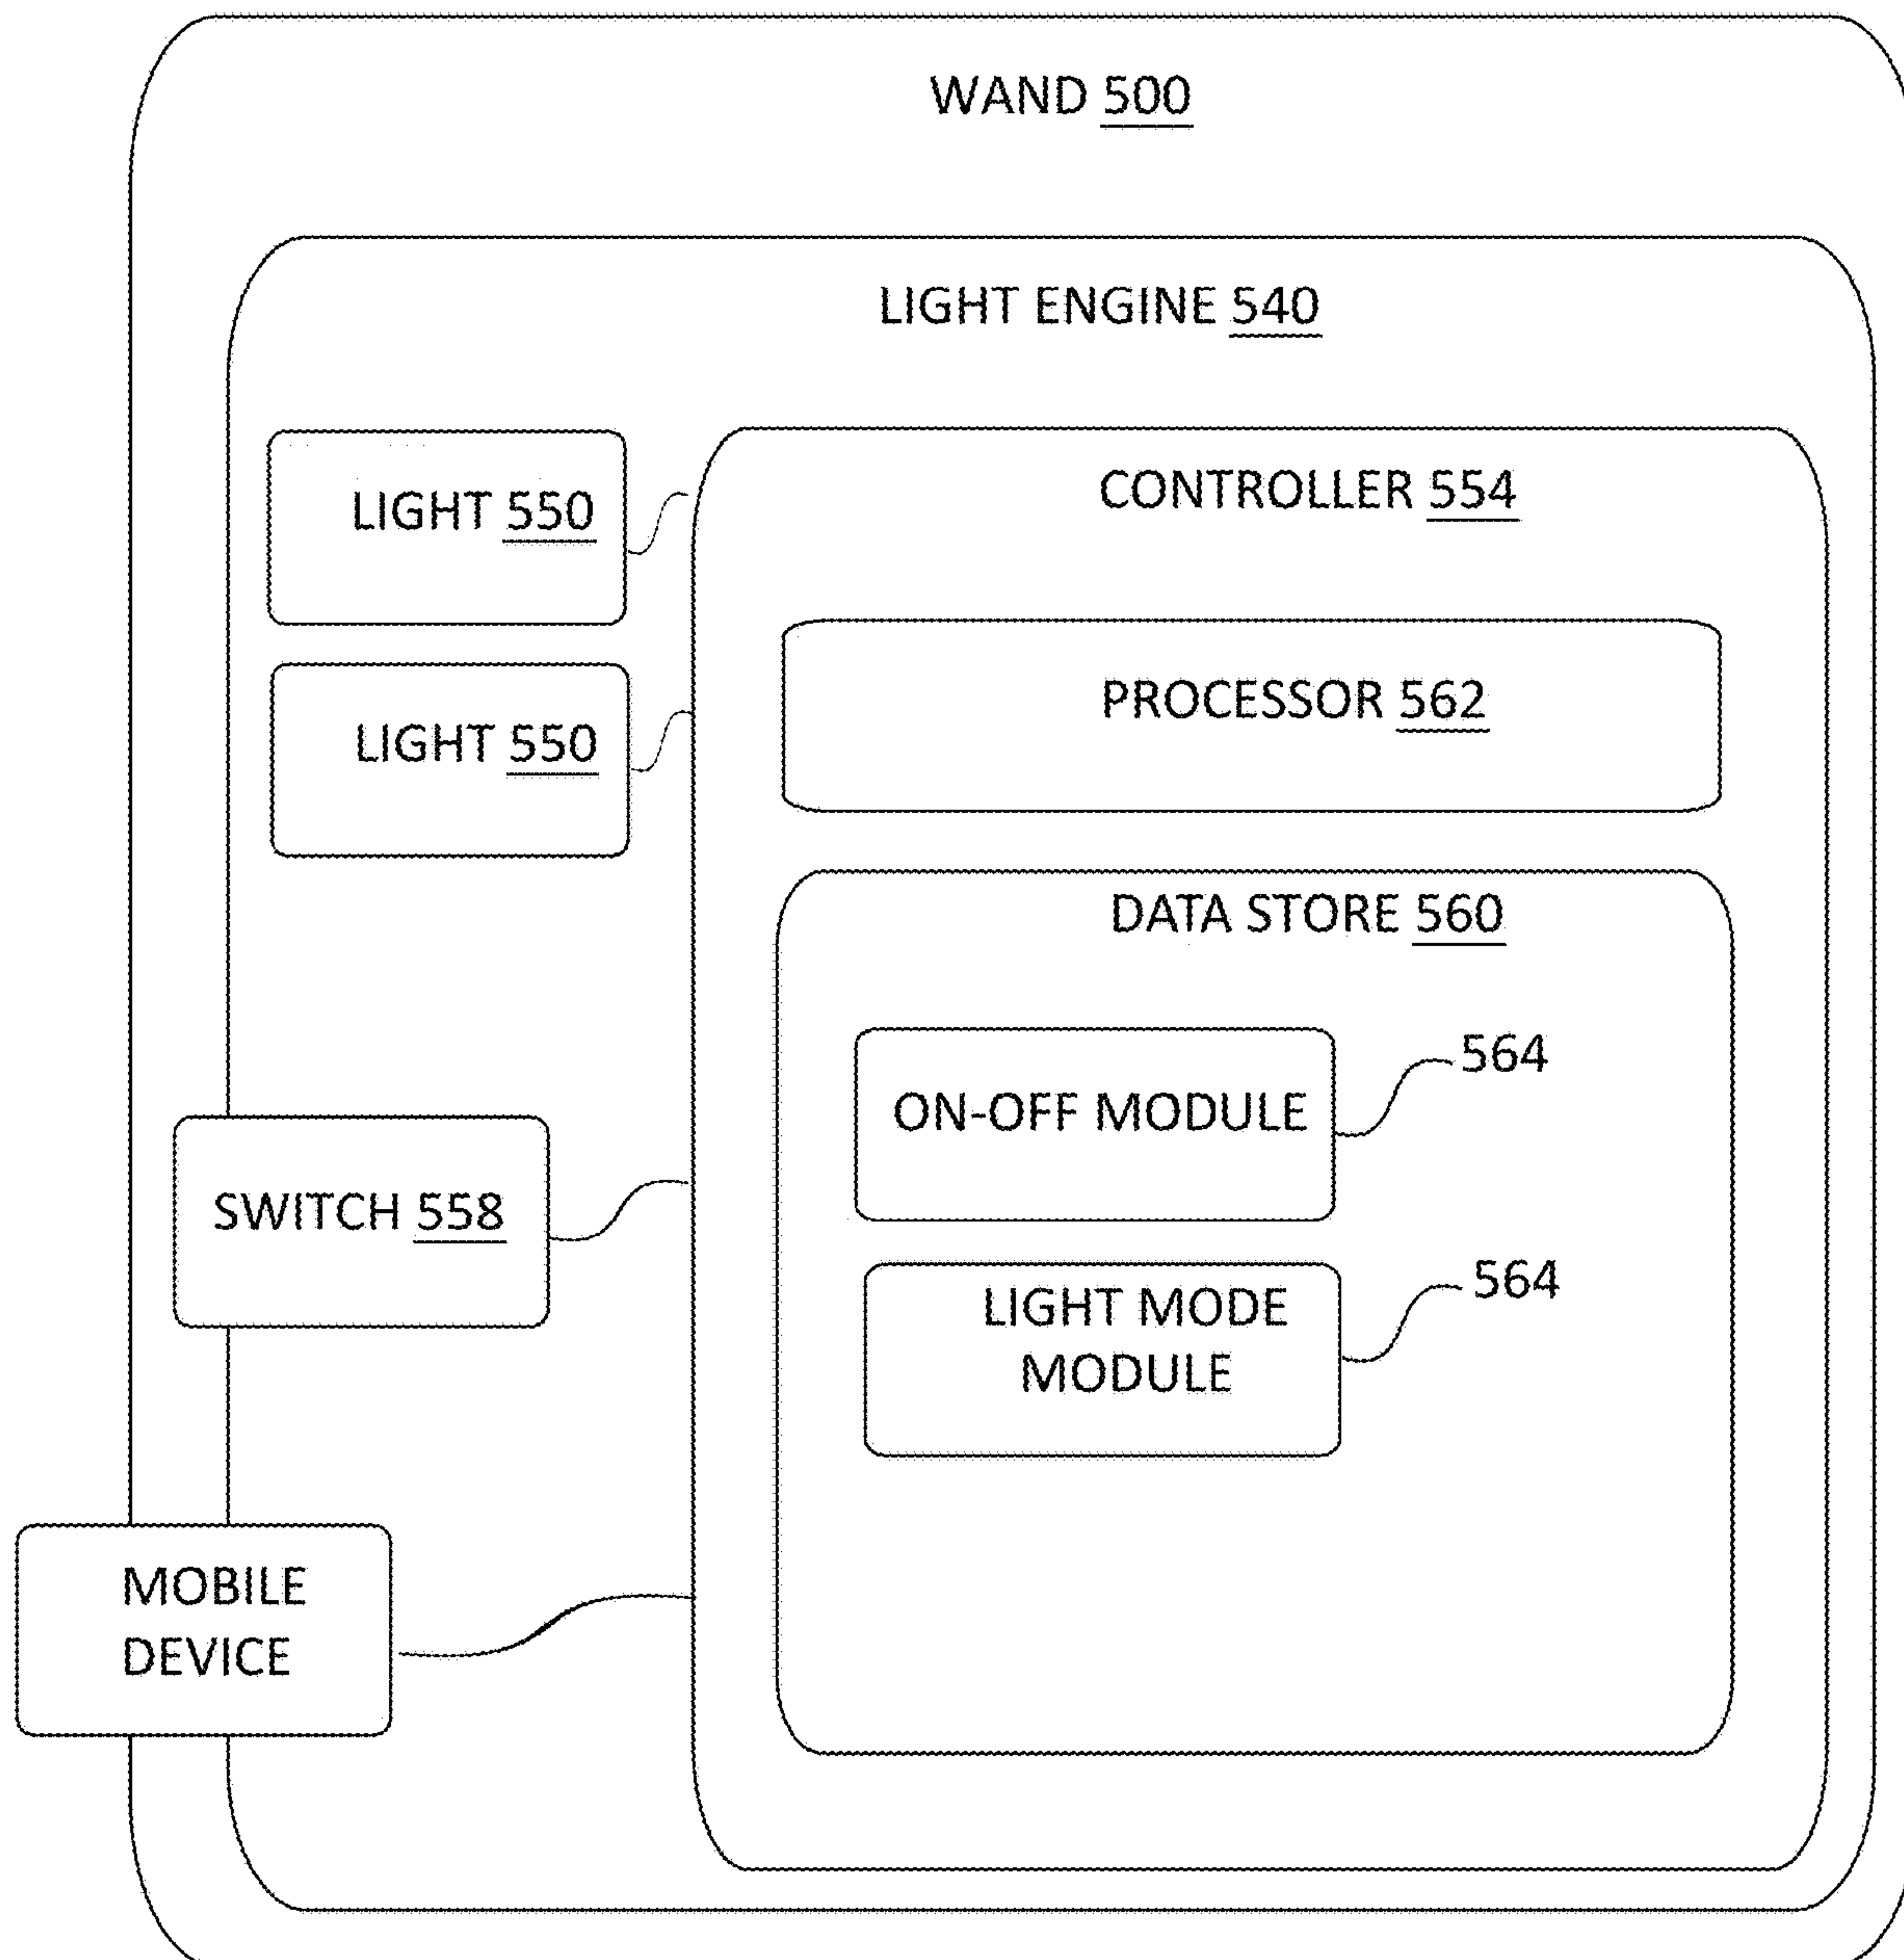 WAND 500
LIGHT ENGINE 540
LIGHT 550
CONTROLLER 554
PROCESSOR 562
LIGHT 550
DATA STORE 560
ON-OFF MODULE
564
SWITCH 558
LIGHT MODE
MODULE
564
MOBILE
DEVICE